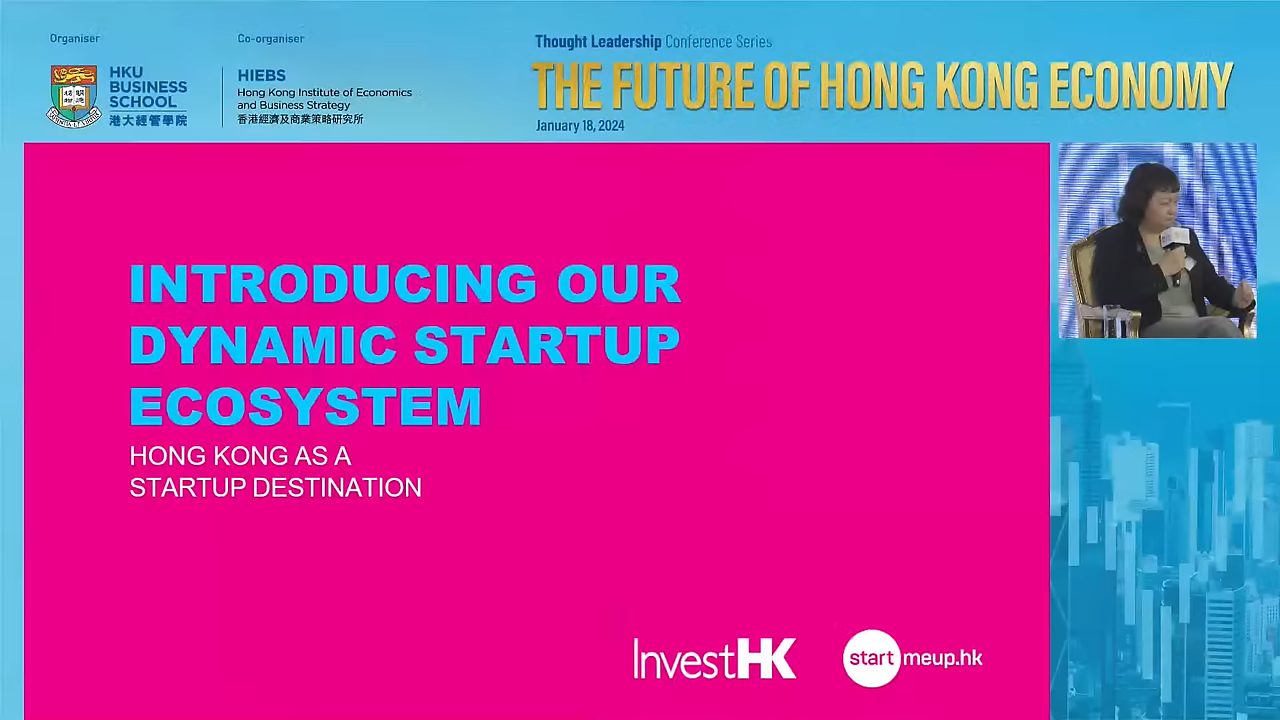 Organiser
HKU
BUSINESS
SCHOOL
港大經管學院
Co-organiser
HIEBS
Hong Kong Institute of Economics
and Business Strategy
香港經濟及商業策略研究所
Thought Leadership Conference Series
THE FUTURE OF HONG KONG ECONOMY
January 18, 2024
INTRODUCING OUR
DYNAMIC STARTUP
ECOSYSTEM
HONG KONG AS A
STARTUP DESTINATION
InvestHK
startmeup.hk